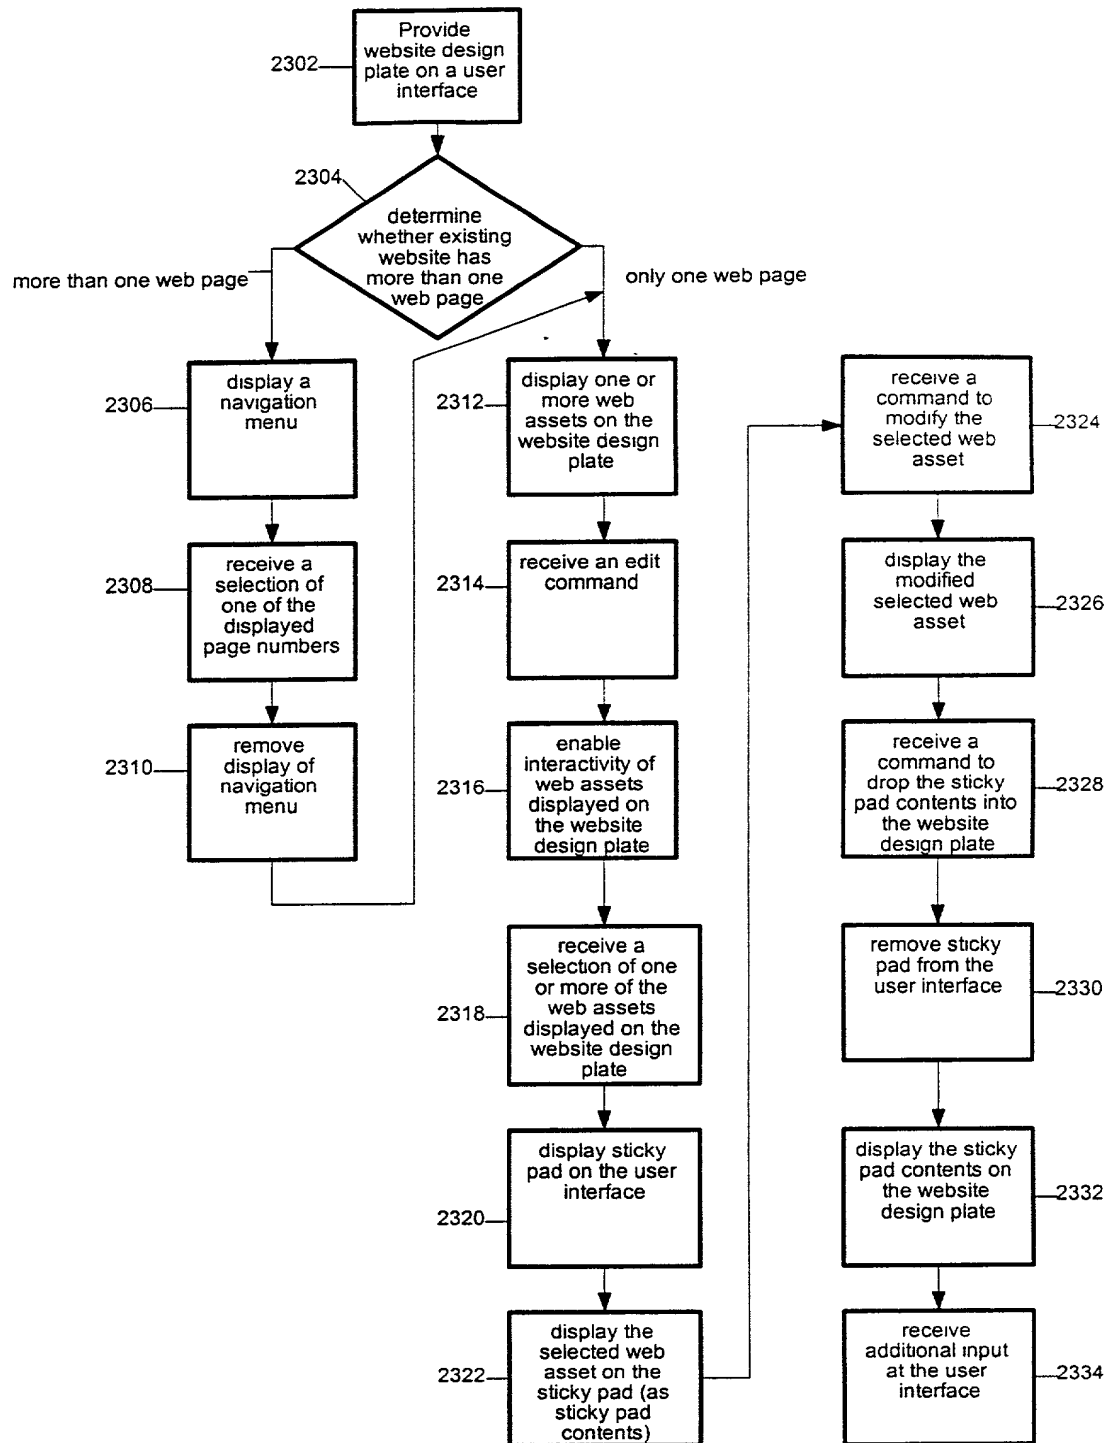 Provide
website design
plate on a user
interface
2302
2304
determine
whether existing
website has
more than one
web page
more than one web page
only one web page
2306
display a
navigation
menu
2308
receive a
selection of
one of the
displayed
page numbers
2310
remove
display of
navigation
menu
2312
display one or
more web
assets on the
website design
plate
2314
receive an edit
command
2316
enable
interactivity of
web assets
displayed on
the website
design plate
2318
receive a
selection of one
or more of the
web assets
displayed on the
website design
plate
2320
display sticky
pad on the user
interface
2322
display the
selected web
asset on the
sticky pad (as
sticky pad
contents)
receive a
command to
modify the
selected web
asset
2324
display the
modified
selected web
asset
2326
receive a
command to
drop the sticky
pad contents into
the website
design plate
2328
remove sticky
pad from the
user interface
2330
display the sticky
pad contents on
the website
design plate
2332
receive
additional input
at the user
interface
2334